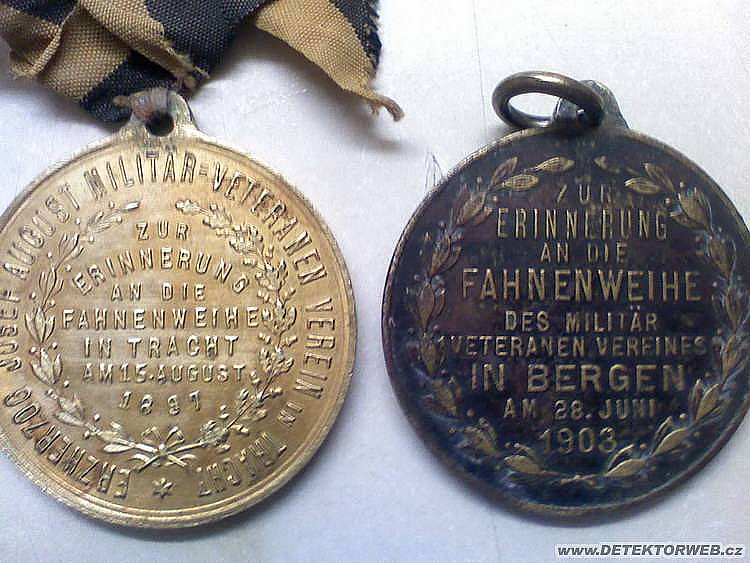 ERZHERZOG JOSEF AUGUST MILITÄR=VETERANEN VEREIN IN TRACHT
ZUR
ERINNERUNG
AN DIE
FAHNENWEIHE
IN TRACHT
AM 15. AUGUST
1897
ZUR
ERINNERUNG
AN DIE
FAHNENWEIHE
DES MILITÄR
VETERANEN VEREINES
IN BERGEN
AM 28. JUNI
1903
www.DETEKTORWEB.cz